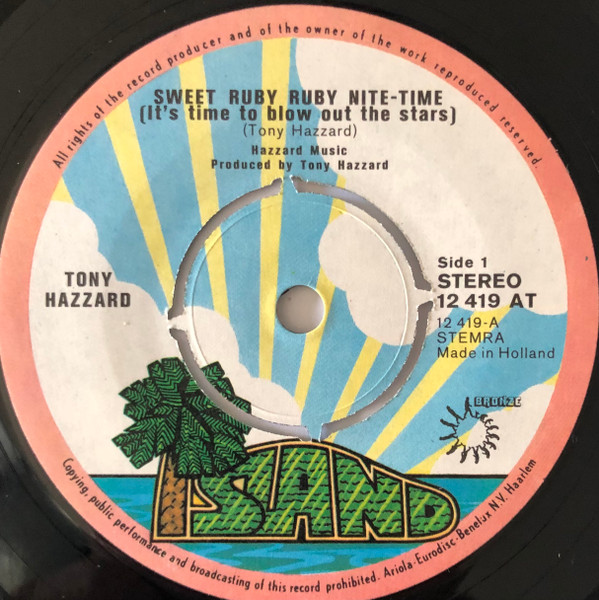 All rights of the record producer and of the owner of the work reproduced reserved.
SWEET RUBY RUBY NITE-TIME
(It's time to blow out the stars)
(Tony Hazzard)
Hazzard Music
Produced by Tony Hazzard
TONY
HAZZARD
Side 1
STEREO
12 419 AT
12 419-A
STEMRA
Made in Holland
BRONZE
ISLAND
Copying, public performance and broadcasting of this record prohibited. Ariola-Eurodisc-Benelux N.V. Haarlem